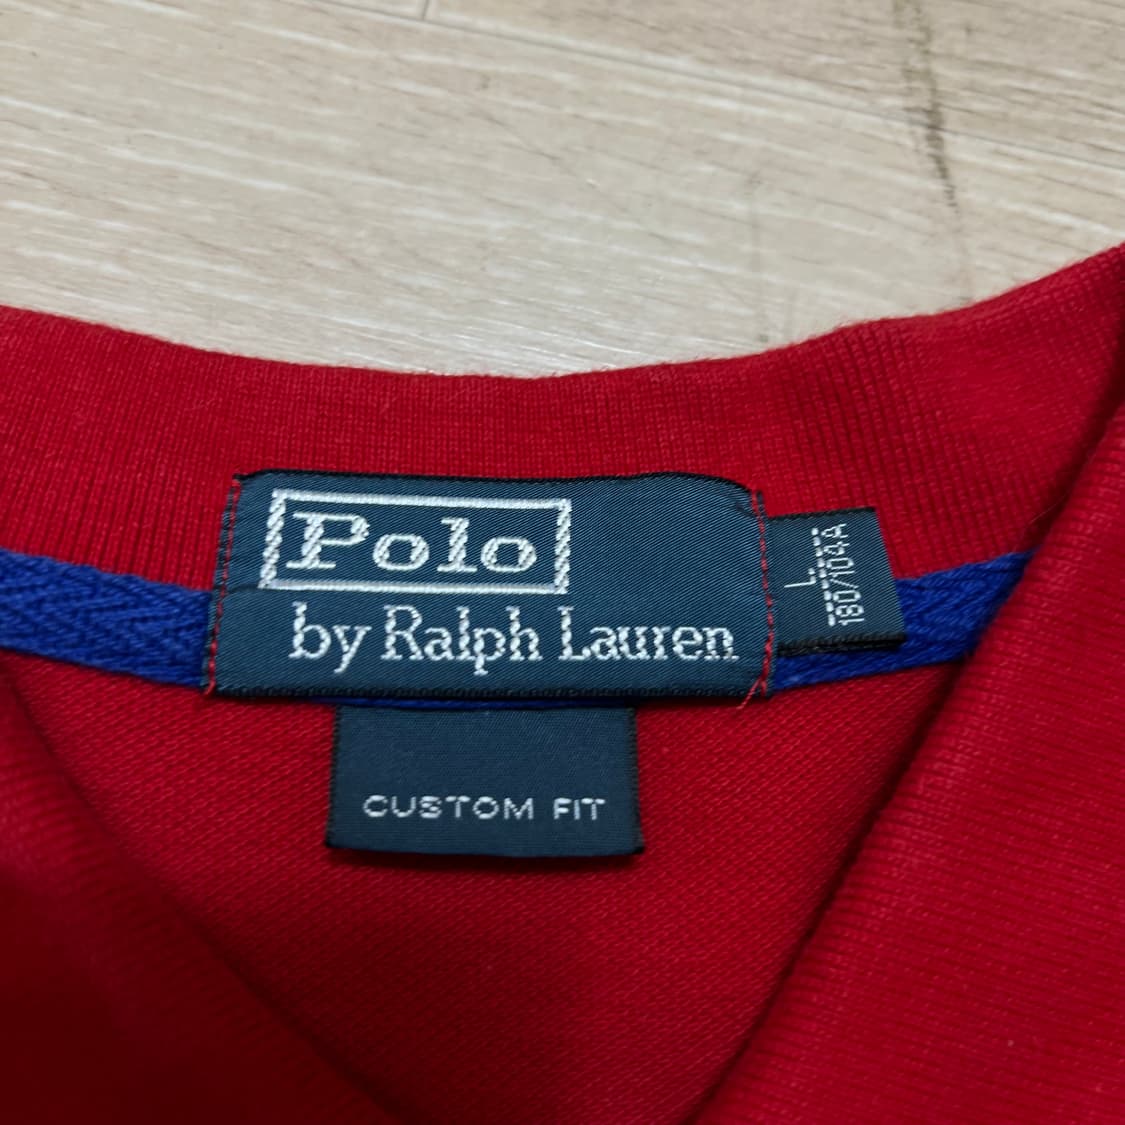 Polo
by Ralph Lauren
L
180/104A
CUSTOM FIT